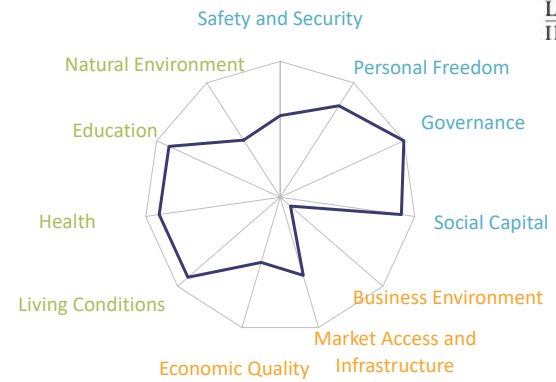 Safety and Security
Natural Environment
Personal Freedom
Education
Governance
Health
Social Capital
Living Conditions
Business Environment
Market Access and
Infrastructure
Economic Quality